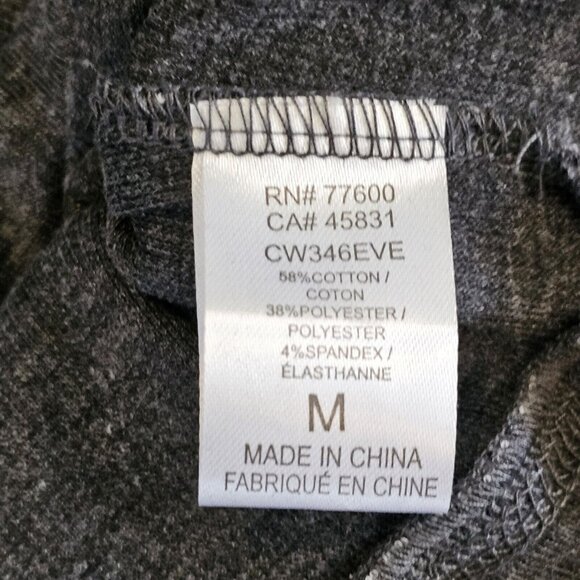 RN# 77600
CA# 45831
CW346EVE
58%COTTON /
COTON
38%POLYESTER /
POLYESTER
4%SPANDEX /
ÉLASTHANNE
M
MADE IN CHINA
FABRIQUÉ EN CHINE